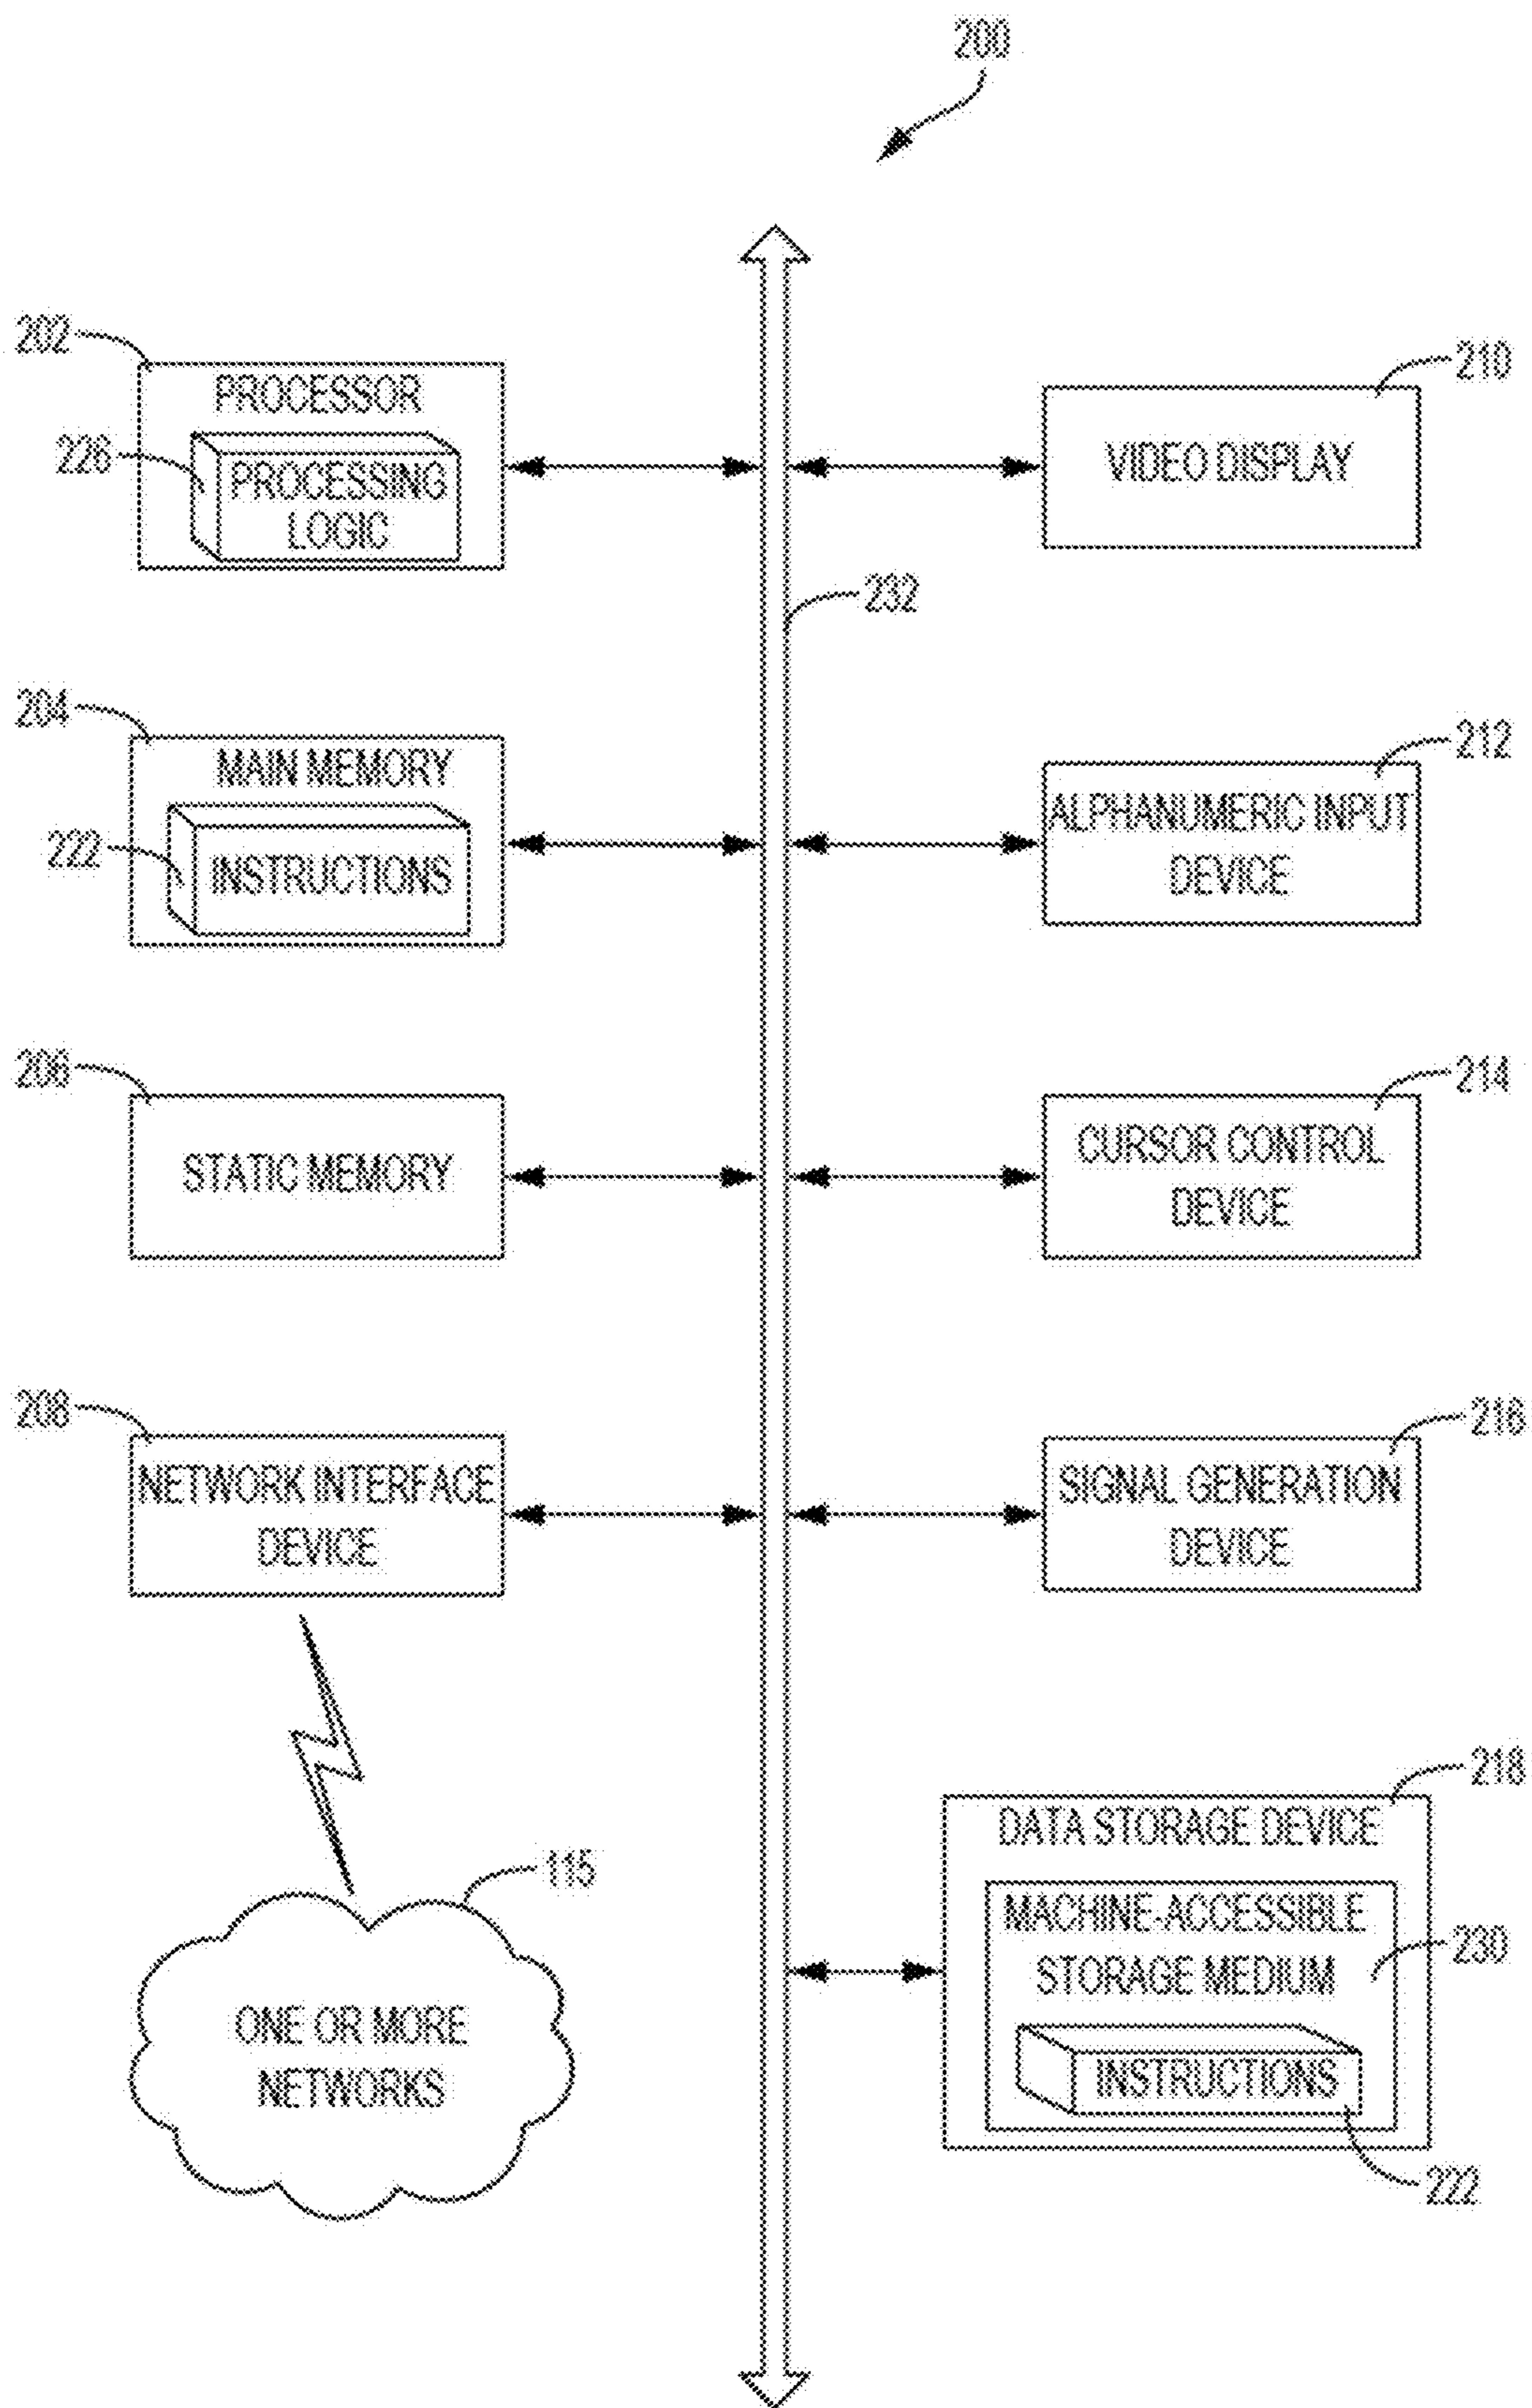 200
202
PROCESSOR
226
PROCESSING
LOGIC
210
VIDEO DISPLAY
232
204
MAIN MEMORY
222
INSTRUCTIONS
212
ALPHANUMERIC INPUT
DEVICE
206
STATIC MEMORY
214
CURSOR CONTROL
DEVICE
208
NETWORK INTERFACE
DEVICE
216
SIGNAL GENERATION
DEVICE
115
ONE OR MORE
NETWORKS
218
DATA STORAGE DEVICE
MACHINE-ACCESSIBLE
STORAGE MEDIUM
230
INSTRUCTIONS
222